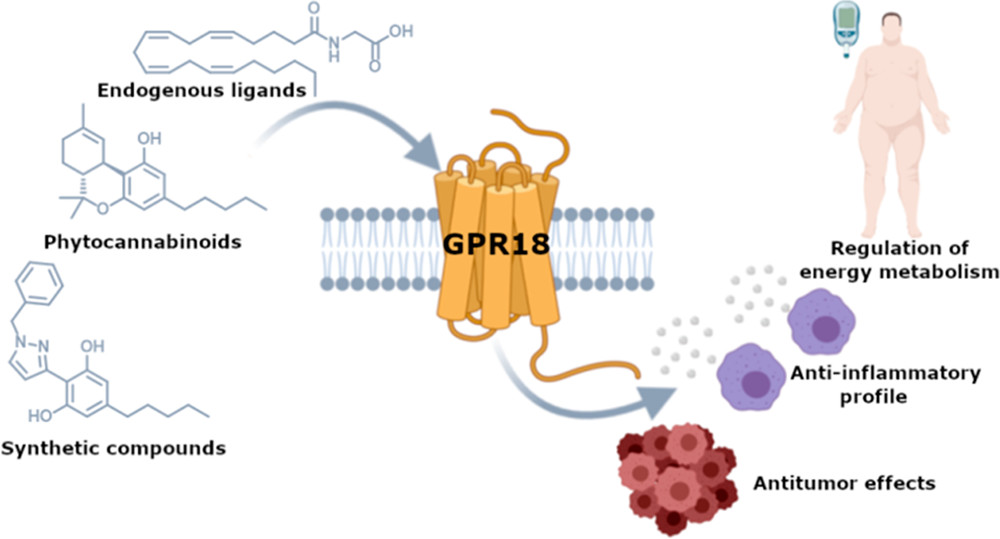 O
OH
N
H
O
Endogenous ligands
OH
O
Phytocannabinoids
N
N
OH
HO
Synthetic compounds
GPR18
Regulation of
energy metabolism
Anti-inflammatory
profile
Antitumor effects